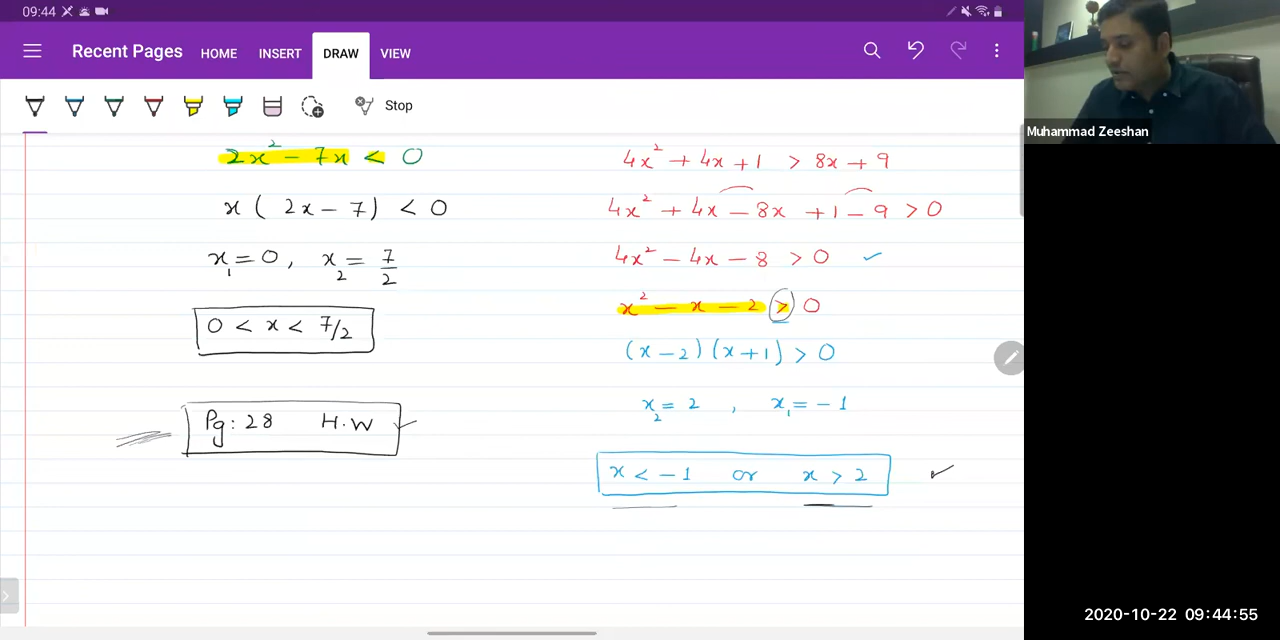 09:44
Recent Pages HOME INSERT DRAW VIEW
Stop
2x² - 7x < 0
x ( 2x - 7 ) < 0
x₁ = 0 , x₂ = 7/2
0 < x < 7/2
Pg: 28 H.W
4x² + 4x + 1 > 8x + 9
4x² + 4x - 8x + 1 - 9 > 0
4x² - 4x - 8 > 0
x² - x - 2 > 0
(x - 2) (x + 1) > 0
x₂ = 2 , x₁ = - 1
x < - 1 or x > 2
Muhammad Zeeshan
2020-10-22 09:44:55